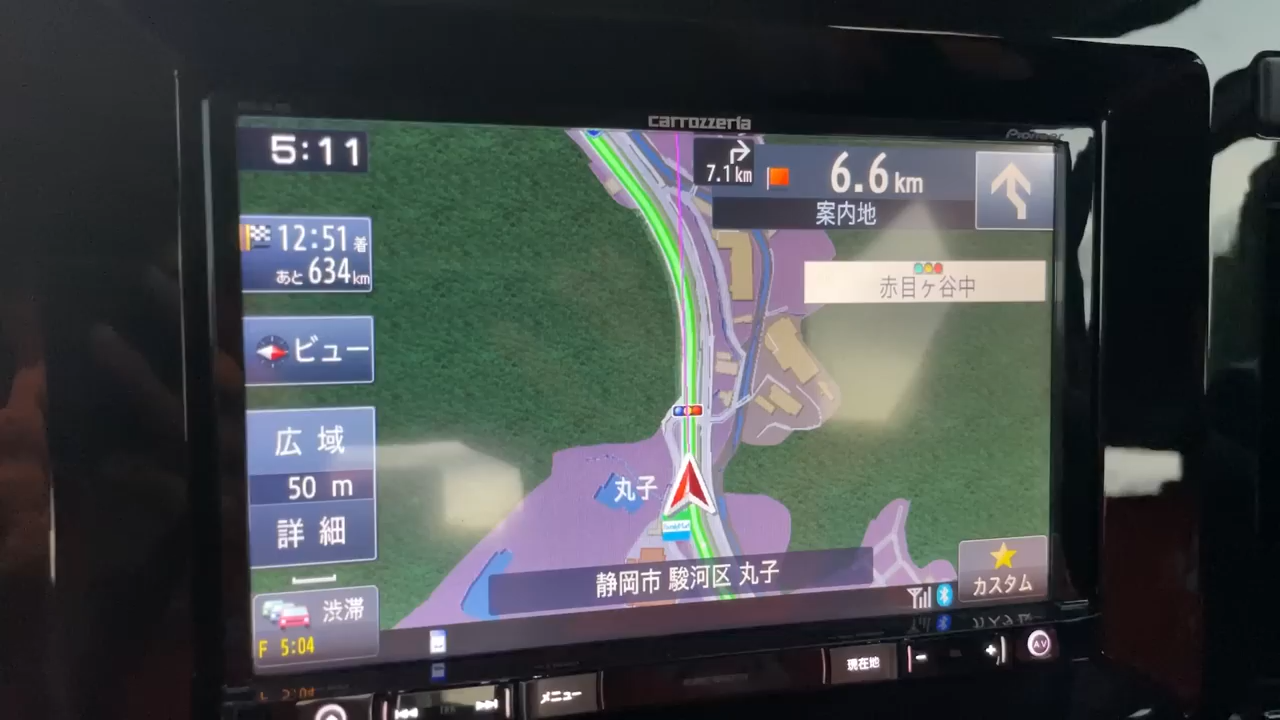 carrozzeria
Pioneer
5:11
7.1km
6.6km
案内地
12:51着
あと634km
赤目ヶ谷中
ビュー
広域
50 m
詳細
丸子
FamilyMart
静岡市 駿河区 丸子
カスタム
渋滞
F 5:04
現在地
メニュー
AV